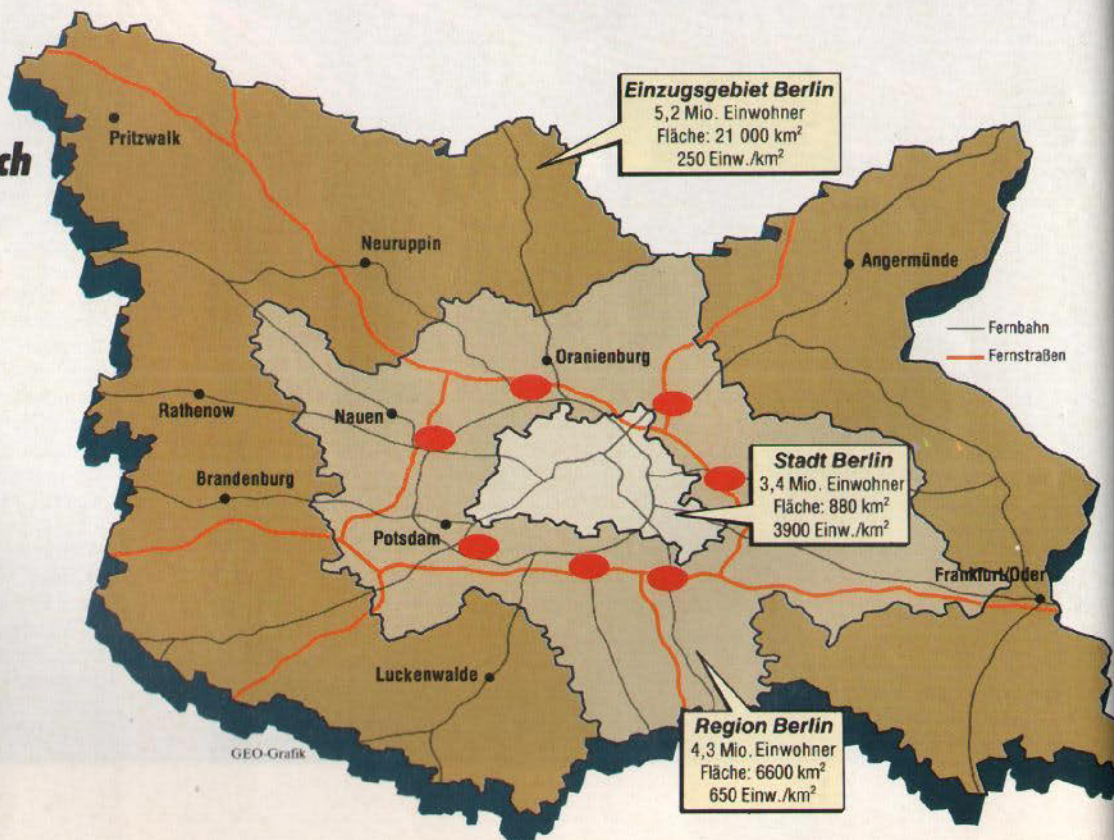 ch
Pritzwalk
Einzugsgebiet Berlin
5,2 Mio. Einwohner
Fläche: 21 000 km²
250 Einw./km²
Neuruppin
Angermünde
Fernbahn
Fernstraßen
Oranienburg
Rathenow
Nauen
Brandenburg
Stadt Berlin
3,4 Mio. Einwohner
Fläche: 880 km²
3900 Einw./km²
Potsdam
Frankfurt/Oder
Luckenwalde
Region Berlin
4,3 Mio. Einwohner
Fläche: 6600 km²
650 Einw./km²
GEO-Grafik